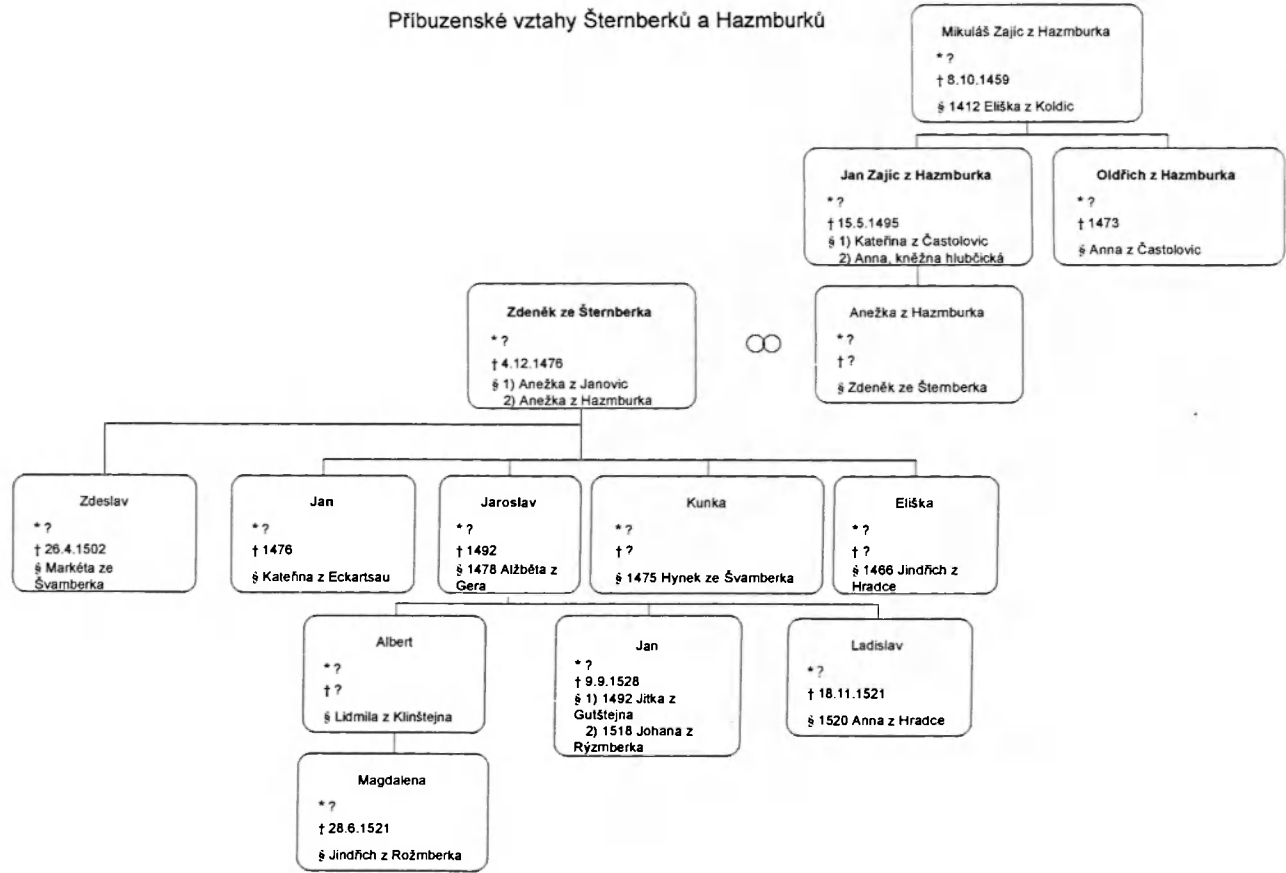 Příbuzenské vztahy Šternberků a Hazmburků
Mikuláš Zajíc z Hazmburka
* ?
† 8.10.1459
§ 1412 Eliška z Koldic
Jan Zajíc z Hazmburka
* ?
† 15.5.1495
§ 1) Kateřina z Častolovic
2) Anna, kněžna hlubčická
Oldřich z Hazmburka
* ?
† 1473
§ Anna z Častolovic
Zdeněk ze Šternberka
* ?
† 4.12.1476
§ 1) Anežka z Janovic
2) Anežka z Hazmburka
Anežka z Hazmburka
* ?
† ?
§ Zdeněk ze Šternberka
Zdeslav
* ?
† 26.4.1502
§ Markéta ze
Švamberka
Jan
* ?
† 1476
§ Kateřina z Eckartsau
Jaroslav
* ?
† 1492
§ 1478 Alžběta z
Gera
Kunka
* ?
† ?
§ 1475 Hynek ze Švamberka
Eliška
* ?
† ?
§ 1466 Jindřich z
Hradce
Albert
* ?
† ?
§ Lidmila z Klinštejna
Jan
* ?
† 9.9.1528
§ 1) 1492 Jitka z
Gutštejna
2) 1518 Johana z
Rýzmberka
Ladislav
* ?
† 18.11.1521
§ 1520 Anna z Hradce
Magdalena
* ?
† 28.6.1521
§ Jindřich z Rožmberka